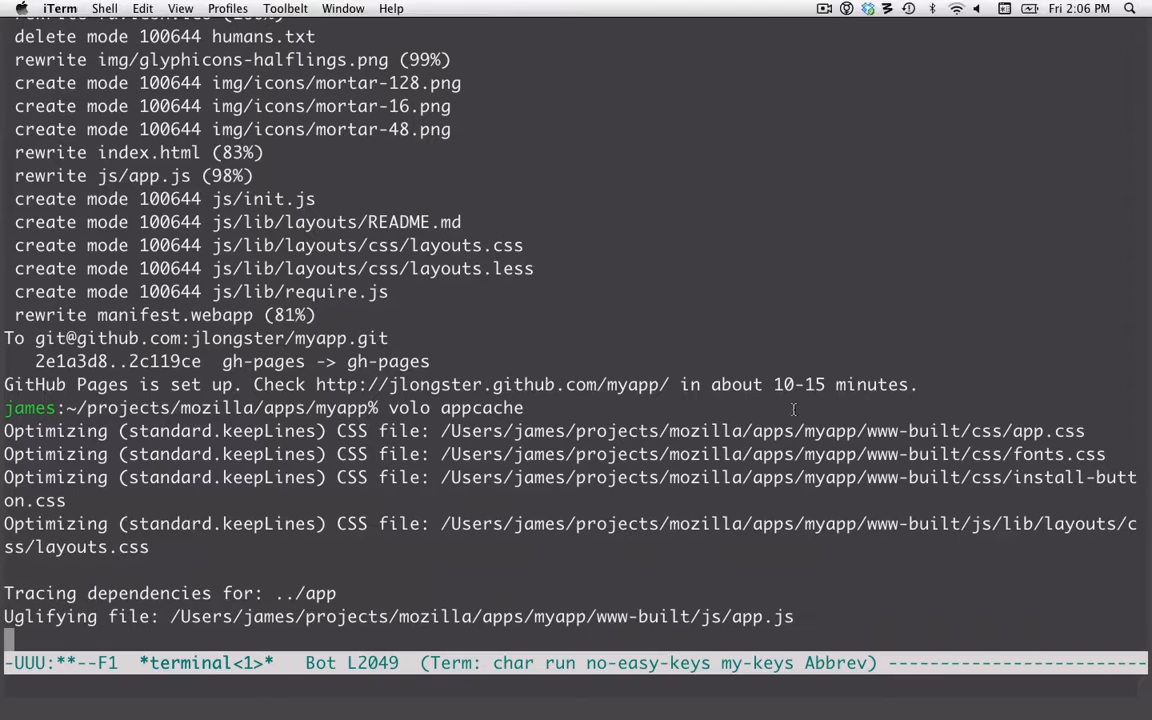 iTerm Shell Edit View Profiles Toolbelt Window Help Fri 2:06 PM
delete mode 100644 humans.txt
rewrite img/glyphicons-halflings.png (99%)
create mode 100644 img/icons/mortar-128.png
create mode 100644 img/icons/mortar-16.png
create mode 100644 img/icons/mortar-48.png
rewrite index.html (83%)
rewrite js/app.js (98%)
create mode 100644 js/init.js
create mode 100644 js/lib/layouts/README.md
create mode 100644 js/lib/layouts/css/layouts.css
create mode 100644 js/lib/layouts/css/layouts.less
create mode 100644 js/lib/require.js
rewrite manifest.webapp (81%)
To git@github.com:jlongster/myapp.git
2e1a3d8..2c119ce gh-pages -> gh-pages
GitHub Pages is set up. Check http://jlongster.github.com/myapp/ in about 10-15 minutes.
james:~/projects/mozilla/apps/myapp% volo appcache
Optimizing (standard.keepLines) CSS file: /Users/james/projects/mozilla/apps/myapp/www-built/css/app.css
Optimizing (standard.keepLines) CSS file: /Users/james/projects/mozilla/apps/myapp/www-built/css/fonts.css
Optimizing (standard.keepLines) CSS file: /Users/james/projects/mozilla/apps/myapp/www-built/css/install-butt
on.css
Optimizing (standard.keepLines) CSS file: /Users/james/projects/mozilla/apps/myapp/www-built/js/lib/layouts/c
ss/layouts.css
Tracing dependencies for: ../app
Uglifying file: /Users/james/projects/mozilla/apps/myapp/www-built/js/app.js
-UUU:**--F1 *terminal<1>* Bot L2049 (Term: char run no-easy-keys my-keys Abbrev) -------------------------